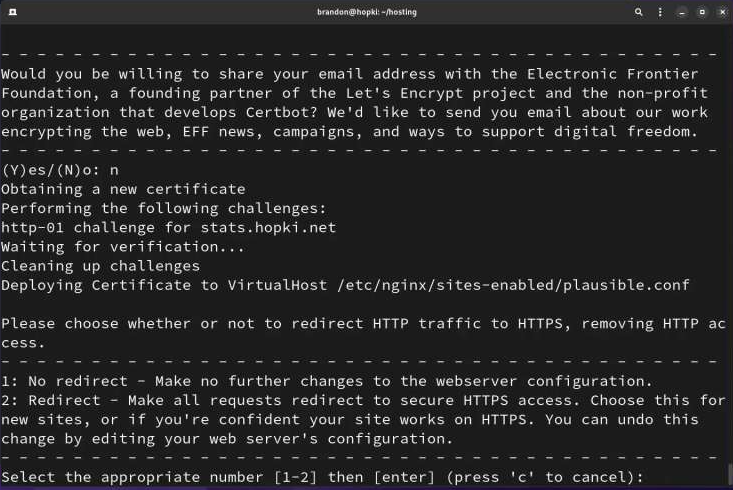 brandon@hopki: ~/hosting
- - - - - - - - - - - - - - - - - - - - - - - - - - - - - - - - - - - - - - - -
Would you be willing to share your email address with the Electronic Frontier
Foundation, a founding partner of the Let's Encrypt project and the non-profit
organization that develops Certbot? We'd like to send you email about our work
encrypting the web, EFF news, campaigns, and ways to support digital freedom.
- - - - - - - - - - - - - - - - - - - - - - - - - - - - - - - - - - - - - - - -
(Y)es/(N)o: n
Obtaining a new certificate
Performing the following challenges:
http-01 challenge for stats.hopki.net
Waiting for verification...
Cleaning up challenges
Deploying Certificate to VirtualHost /etc/nginx/sites-enabled/plausible.conf
Please choose whether or not to redirect HTTP traffic to HTTPS, removing HTTP ac
cess.
- - - - - - - - - - - - - - - - - - - - - - - - - - - - - - - - - - - - - - - -
1: No redirect - Make no further changes to the webserver configuration.
2: Redirect - Make all requests redirect to secure HTTPS access. Choose this for
new sites, or if you're confident your site works on HTTPS. You can undo this
change by editing your web server's configuration.
- - - - - - - - - - - - - - - - - - - - - - - - - - - - - - - - - - - - - - - -
Select the appropriate number [1-2] then [enter] (press 'c' to cancel):